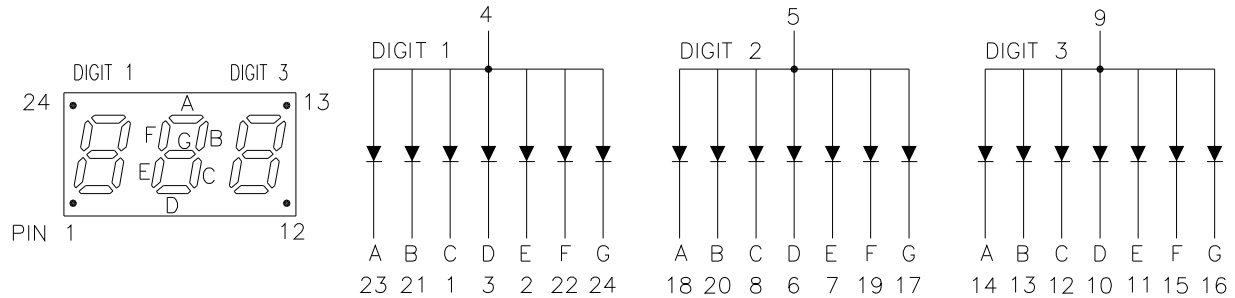 DIGIT 1 DIGIT 3
24 13
A
F G B
E C
D
PIN 1 12
4
DIGIT 1
A B C D E F G
23 21 1 3 2 22 24
5
DIGIT 2
A B C D E F G
18 20 8 6 7 19 17
9
DIGIT 3
A B C D E F G
14 13 12 10 11 15 16